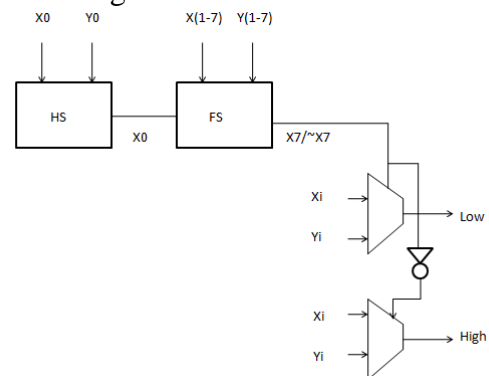 X0 Y0 X(1-7) Y(1-7)
HS FS
X0 X7/~X7
Xi
Low
Yi
Xi
High
Yi